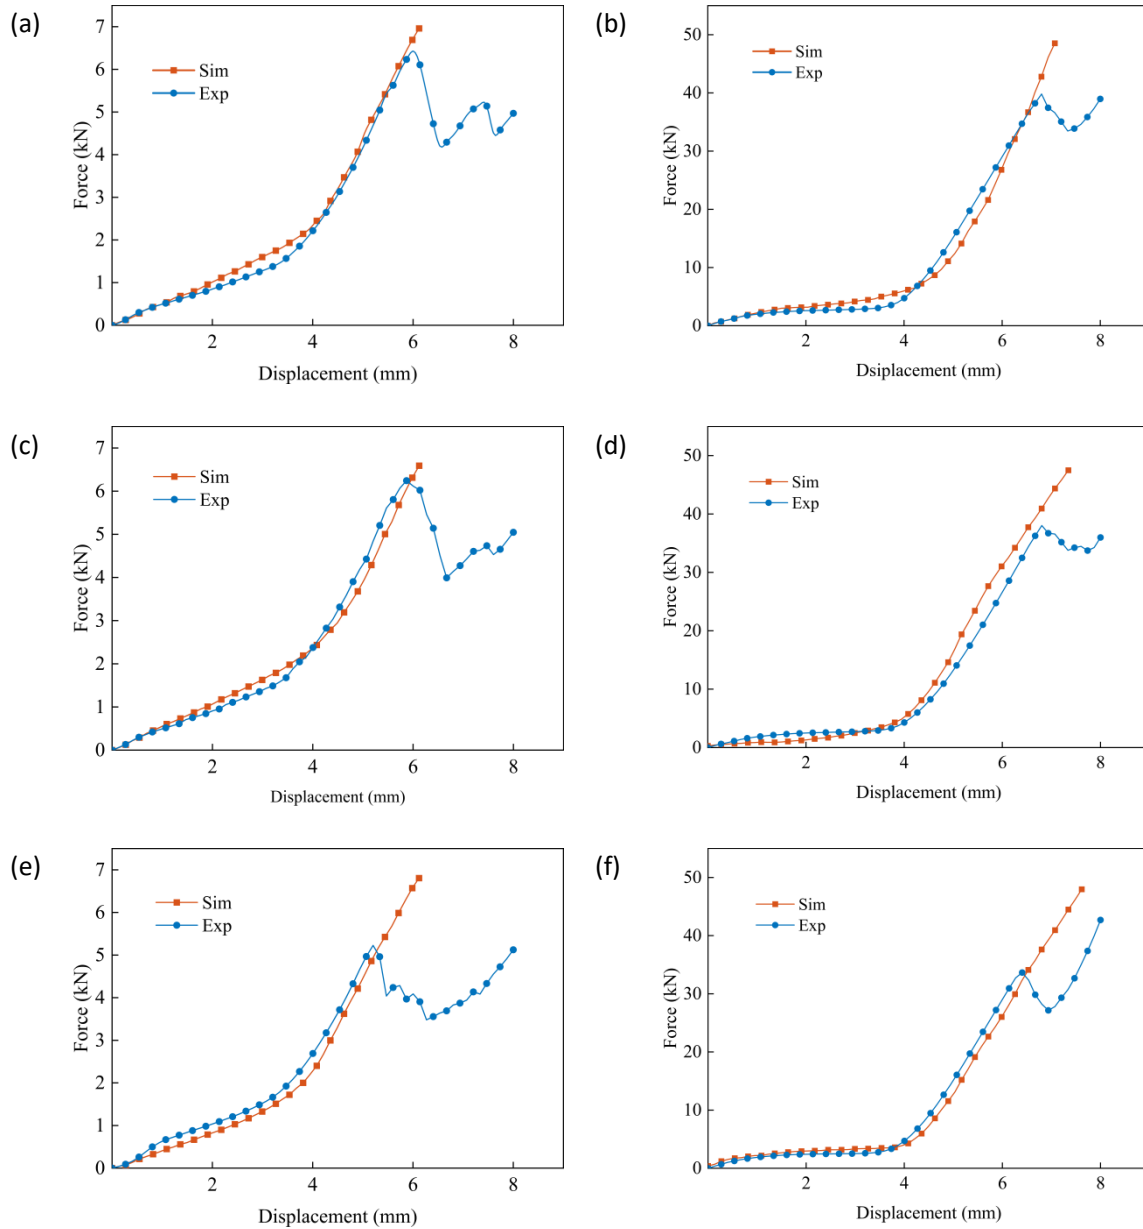 (a)
7
6
5
4
3
2
1
0
Force (kN)
Sim
Exp
2 4 6 8
Displacement (mm)
(b)
50
40
30
20
10
0
Force (kN)
Sim
Exp
2 4 6 8
Dsiplacement (mm)
(c)
7
6
5
4
3
2
1
0
Force (kN)
Sim
Exp
2 4 6 8
Displacement (mm)
(d)
50
40
30
20
10
0
Force (kN)
Sim
Exp
2 4 6 8
Displacement (mm)
(e)
7
6
5
4
3
2
1
0
Force (kN)
Sim
Exp
2 4 6 8
Displacement (mm)
(f)
50
40
30
20
10
0
Force (kN)
Sim
Exp
2 4 6 8
Displacement (mm)